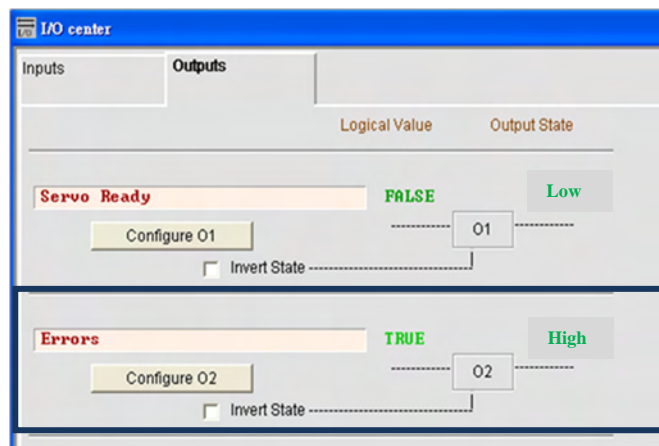 I/O center
Inputs Outputs
Logical Value Output State
Servo Ready FALSE Low
Configure O1 O1
Invert State
Errors TRUE High
Configure O2 O2
Invert State